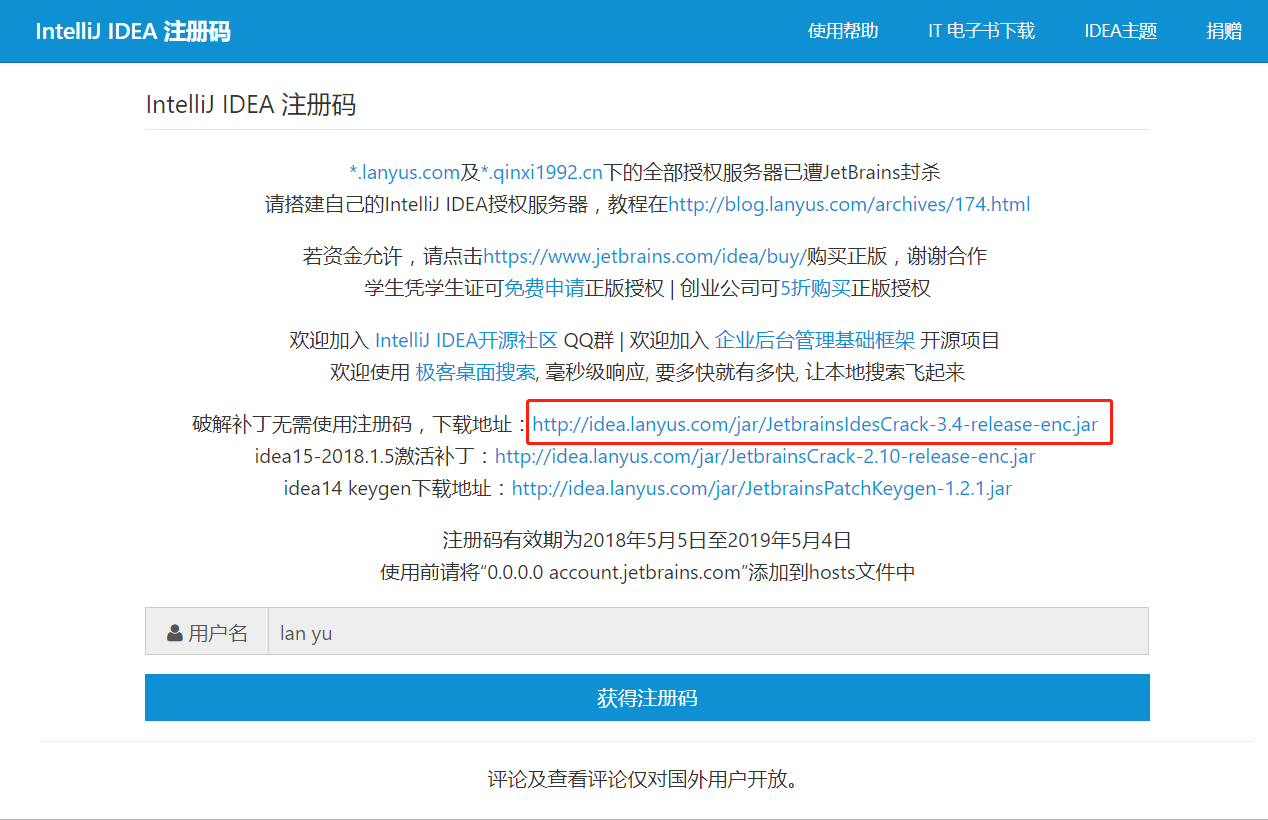 IntelliJ IDEA 注册码 使用帮助 IT 电子书下载 IDEA主题 捐赠
IntelliJ IDEA 注册码
*.lanyus.com及*.qinxi1992.cn下的全部授权服务器已遭JetBrains封杀
请搭建自己的IntelliJ IDEA授权服务器，教程在http://blog.lanyus.com/archives/174.html
若资金允许，请点击https://www.jetbrains.com/idea/buy/购买正版，谢谢合作
学生凭学生证可免费申请正版授权 | 创业公司可5折购买正版授权
欢迎加入 IntelliJ IDEA开源社区 QQ群 | 欢迎加入 企业后台管理基础框架 开源项目
欢迎使用 极客桌面搜索, 毫秒级响应, 要多快就有多快, 让本地搜索飞起来
破解补丁无需使用注册码，下载地址：http://idea.lanyus.com/jar/JetbrainsIdesCrack-3.4-release-enc.jar
idea15-2018.1.5激活补丁：http://idea.lanyus.com/jar/JetbrainsCrack-2.10-release-enc.jar
idea14 keygen下载地址：http://idea.lanyus.com/jar/JetbrainsPatchKeygen-1.2.1.jar
注册码有效期为2018年5月5日至2019年5月4日
使用前请将“0.0.0.0 account.jetbrains.com”添加到hosts文件中
用户名 lan yu
获得注册码
评论及查看评论仅对国外用户开放。